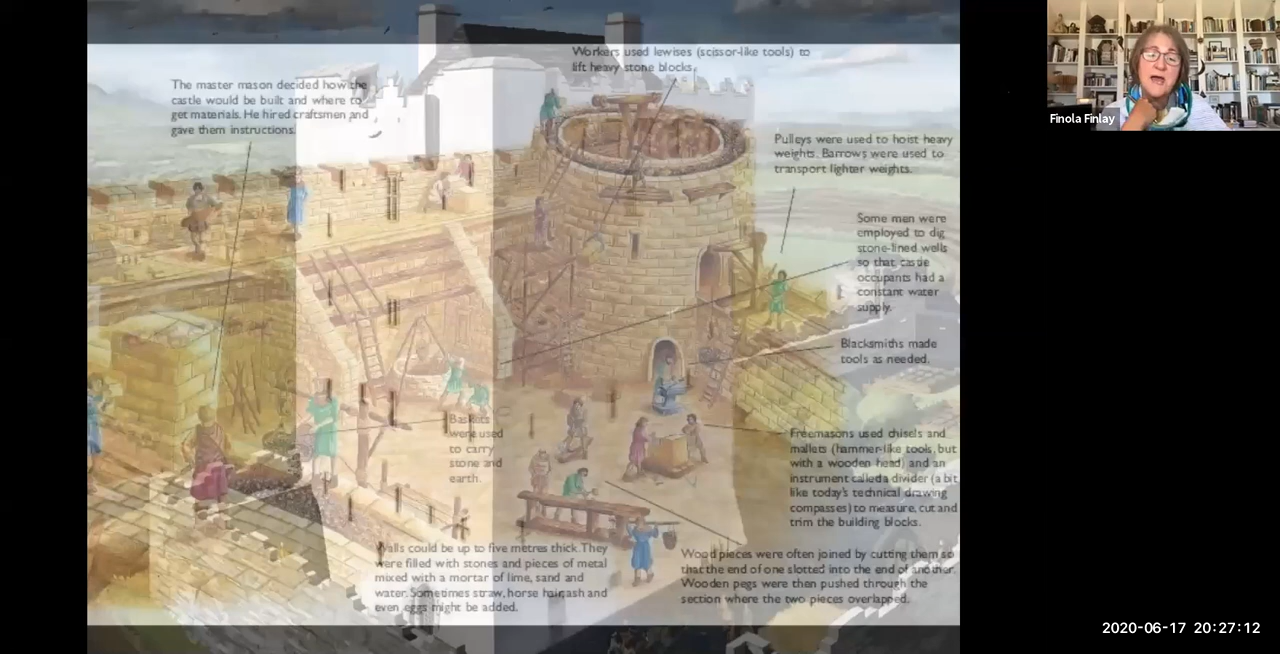 Workers used lewises (scissor-like tools) to
lift heavy stone blocks.
The master mason decided how the
castle would be built and where to
get materials. He hired craftsmen and
gave them instructions.
Pulleys were used to hoist heavy
weights. Barrows were used to
transport lighter weights.
Some men were
employed to dig
stone-lined wells
so that castle
occupants had a
constant water
supply.
Blacksmiths made
tools as needed.
Baskets
were used
to carry
stone and
earth.
Freemasons used chisels and
mallets (hammer-like tools, but
with a wooden head) and an
instrument called a divider (a bit
like today's technical drawing
compasses) to measure, cut and
trim the building blocks.
Walls could be up to five metres thick. They
were filled with stones and pieces of metal
mixed with a mortar of lime, sand and
water. Sometimes straw, horse hair, ash and
even eggs might be added.
Wood pieces were often joined by cutting them so
that the end of one slotted into the end of another.
Wooden pegs were then pushed through the
section where the two pieces overlapped.
Finola Finlay
2020-06-17 20:27:12